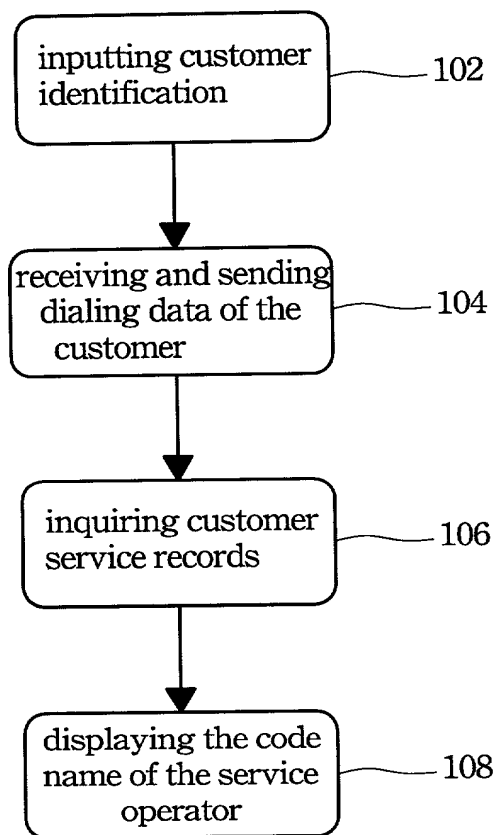 inputting customer
identification
102
receiving and sending
dialing data of the
customer
104
inquiring customer
service records
106
displaying the code
name of the service
operator
108